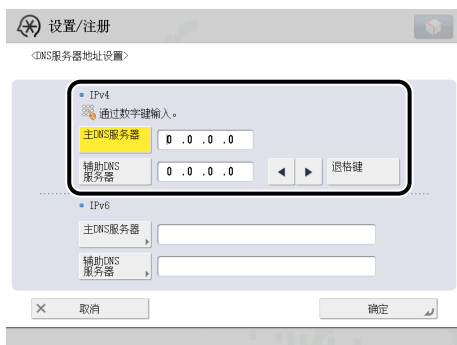 设置/注册
<DNS服务器地址设置>
IPv4
通过数字键输入。
主DNS服务器
0 .0 .0 .0
辅助DNS
服务器
0 .0 .0 .0
退格键
IPv6
主DNS服务器
辅助DNS
服务器
取消
确定